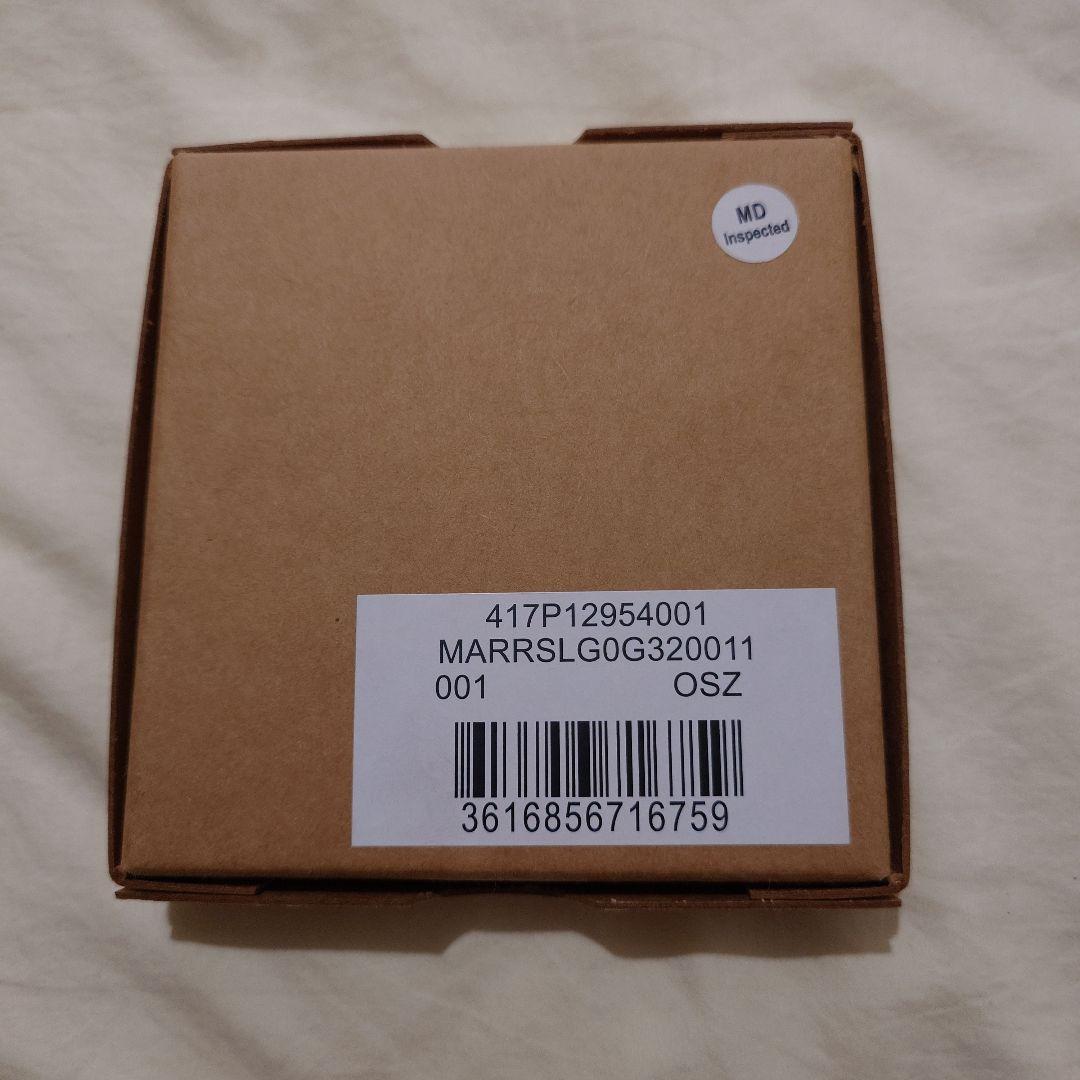 MD
Inspected
417P12954001
MARRSLG0G320011
001 OSZ
3616856716759